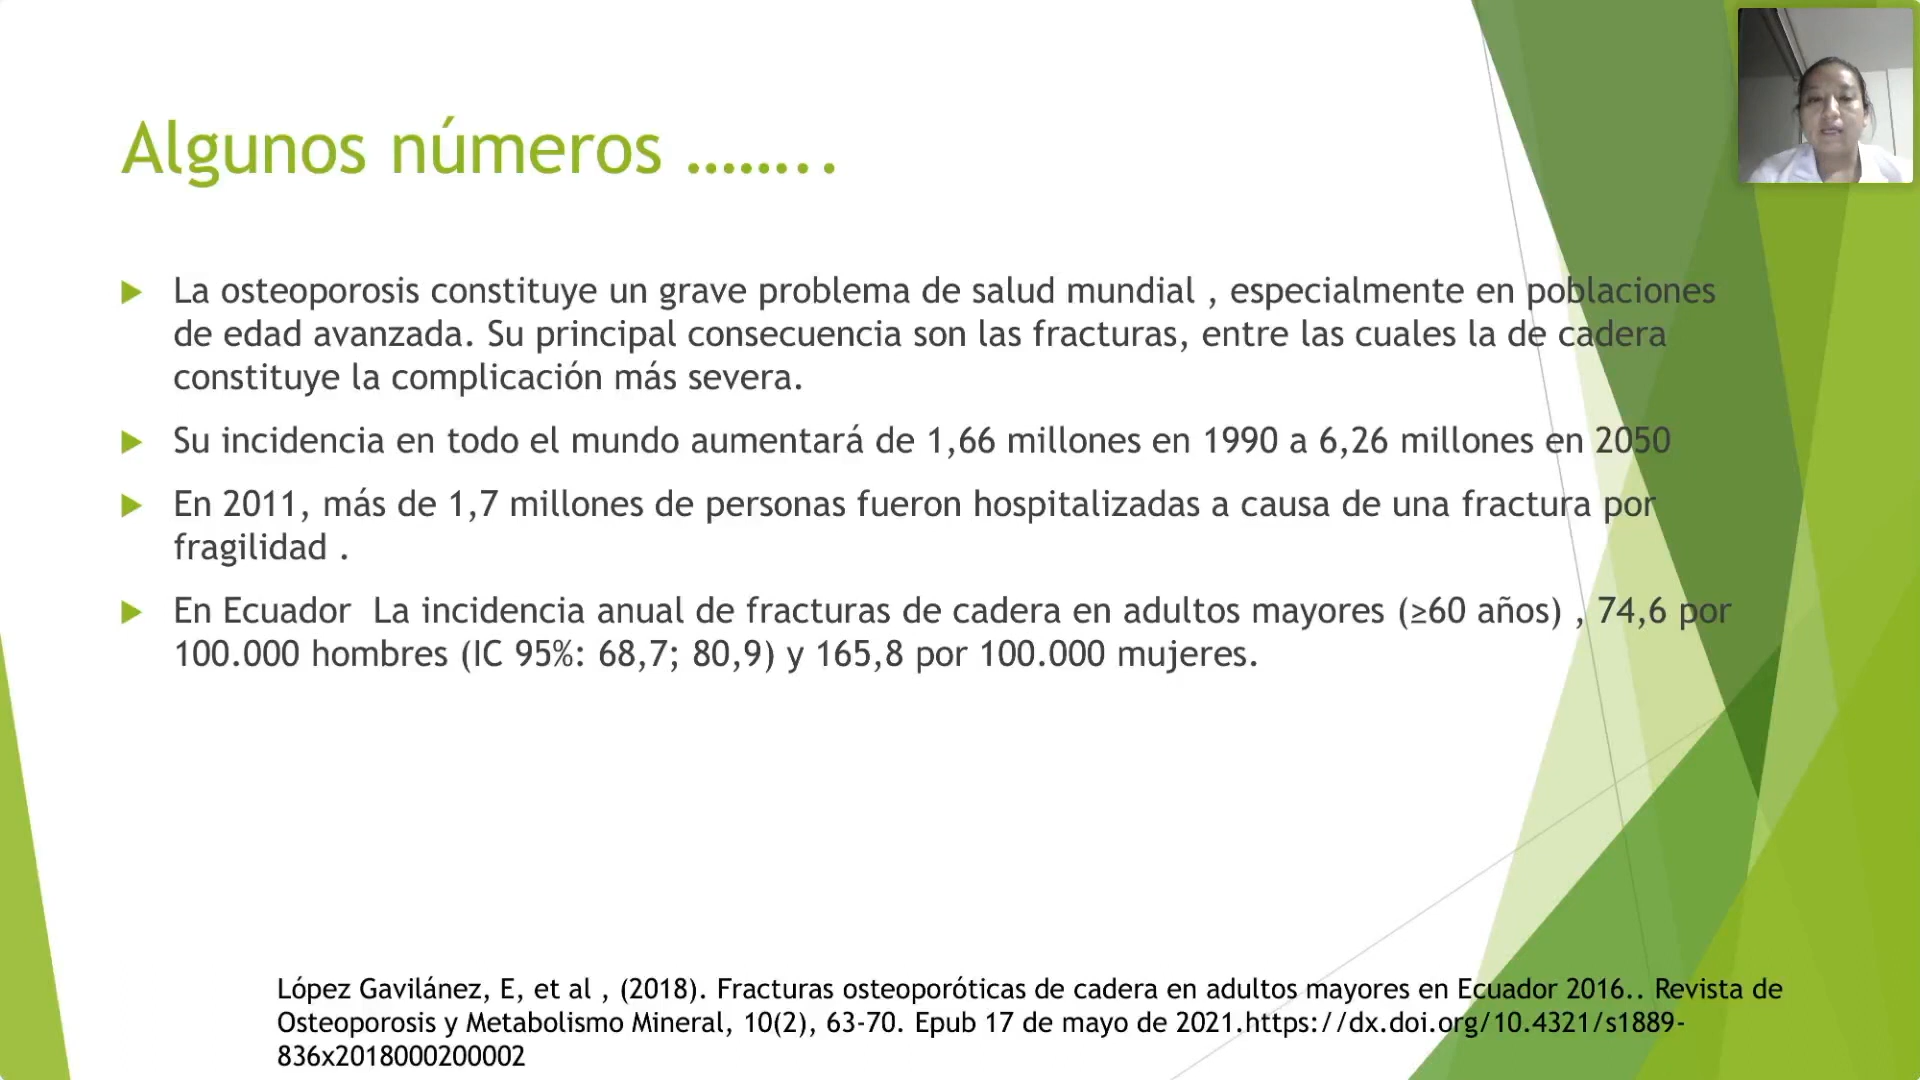 Algunos números ……..
La osteoporosis constituye un grave problema de salud mundial , especialmente en poblaciones
de edad avanzada. Su principal consecuencia son las fracturas, entre las cuales la de cadera
constituye la complicación más severa.
Su incidencia en todo el mundo aumentará de 1,66 millones en 1990 a 6,26 millones en 2050
En 2011, más de 1,7 millones de personas fueron hospitalizadas a causa de una fractura por
fragilidad .
En Ecuador  La incidencia anual de fracturas de cadera en adultos mayores (≥60 años) , 74,6 por
100.000 hombres (IC 95%: 68,7; 80,9) y 165,8 por 100.000 mujeres.
López Gavilánez, E, et al , (2018). Fracturas osteoporóticas de cadera en adultos mayores en Ecuador 2016.. Revista de
Osteoporosis y Metabolismo Mineral, 10(2), 63-70. Epub 17 de mayo de 2021.https://dx.doi.org/10.4321/s1889-
836x2018000200002